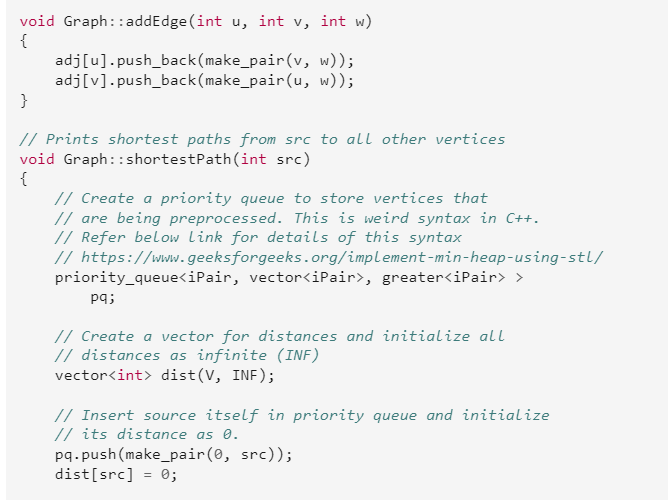 void Graph::addEdge(int u, int v, int w)
{
    adj[u].push_back(make_pair(v, w));
    adj[v].push_back(make_pair(u, w));
}

// Prints shortest paths from src to all other vertices
void Graph::shortestPath(int src)
{
    // Create a priority queue to store vertices that
    // are being preprocessed. This is weird syntax in C++.
    // Refer below link for details of this syntax
    // https://www.geeksforgeeks.org/implement-min-heap-using-stl/
    priority_queue<iPair, vector<iPair>, greater<iPair> >
        pq;

    // Create a vector for distances and initialize all
    // distances as infinite (INF)
    vector<int> dist(V, INF);

    // Insert source itself in priority queue and initialize
    // its distance as 0.
    pq.push(make_pair(0, src));
    dist[src] = 0;